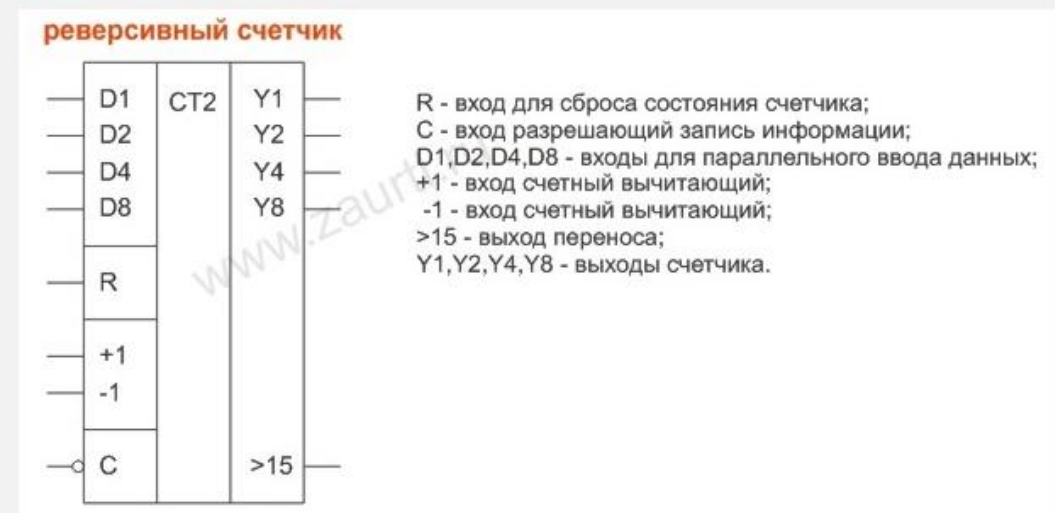 реверсивный счетчик
D1 CT2 Y1
D2 Y2
D4 Y4
D8 Y8
R
+1
-1
C >15
R - вход для сброса состояния счетчика;
C - вход разрешающий запись информации;
D1,D2,D4,D8 - входы для параллельного ввода данных;
+1 - вход счетный вычитающий;
-1 - вход счетный вычитающий;
>15 - выход переноса;
Y1,Y2,Y4,Y8 - выходы счетчика.